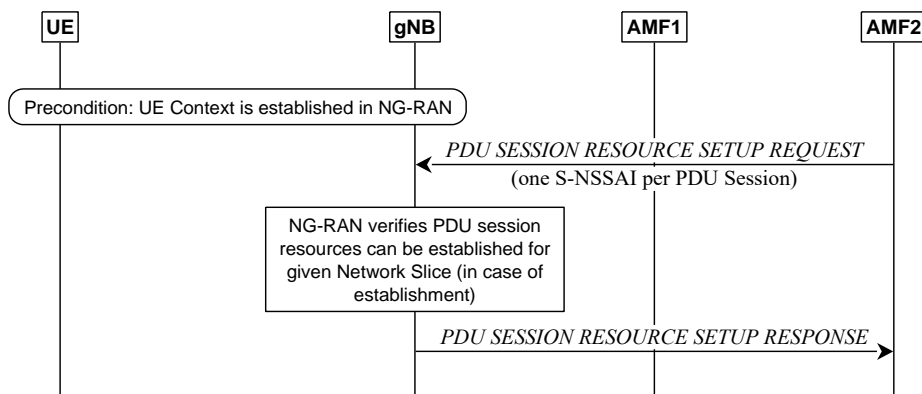 UE gNB AMF1 AMF2
Precondition: UE Context is established in NG-RAN
PDU SESSION RESOURCE SETUP REQUEST
(one S-NSSAI per PDU Session)
NG-RAN verifies PDU session
resources can be established for
given Network Slice (in case of
establishment)
PDU SESSION RESOURCE SETUP RESPONSE